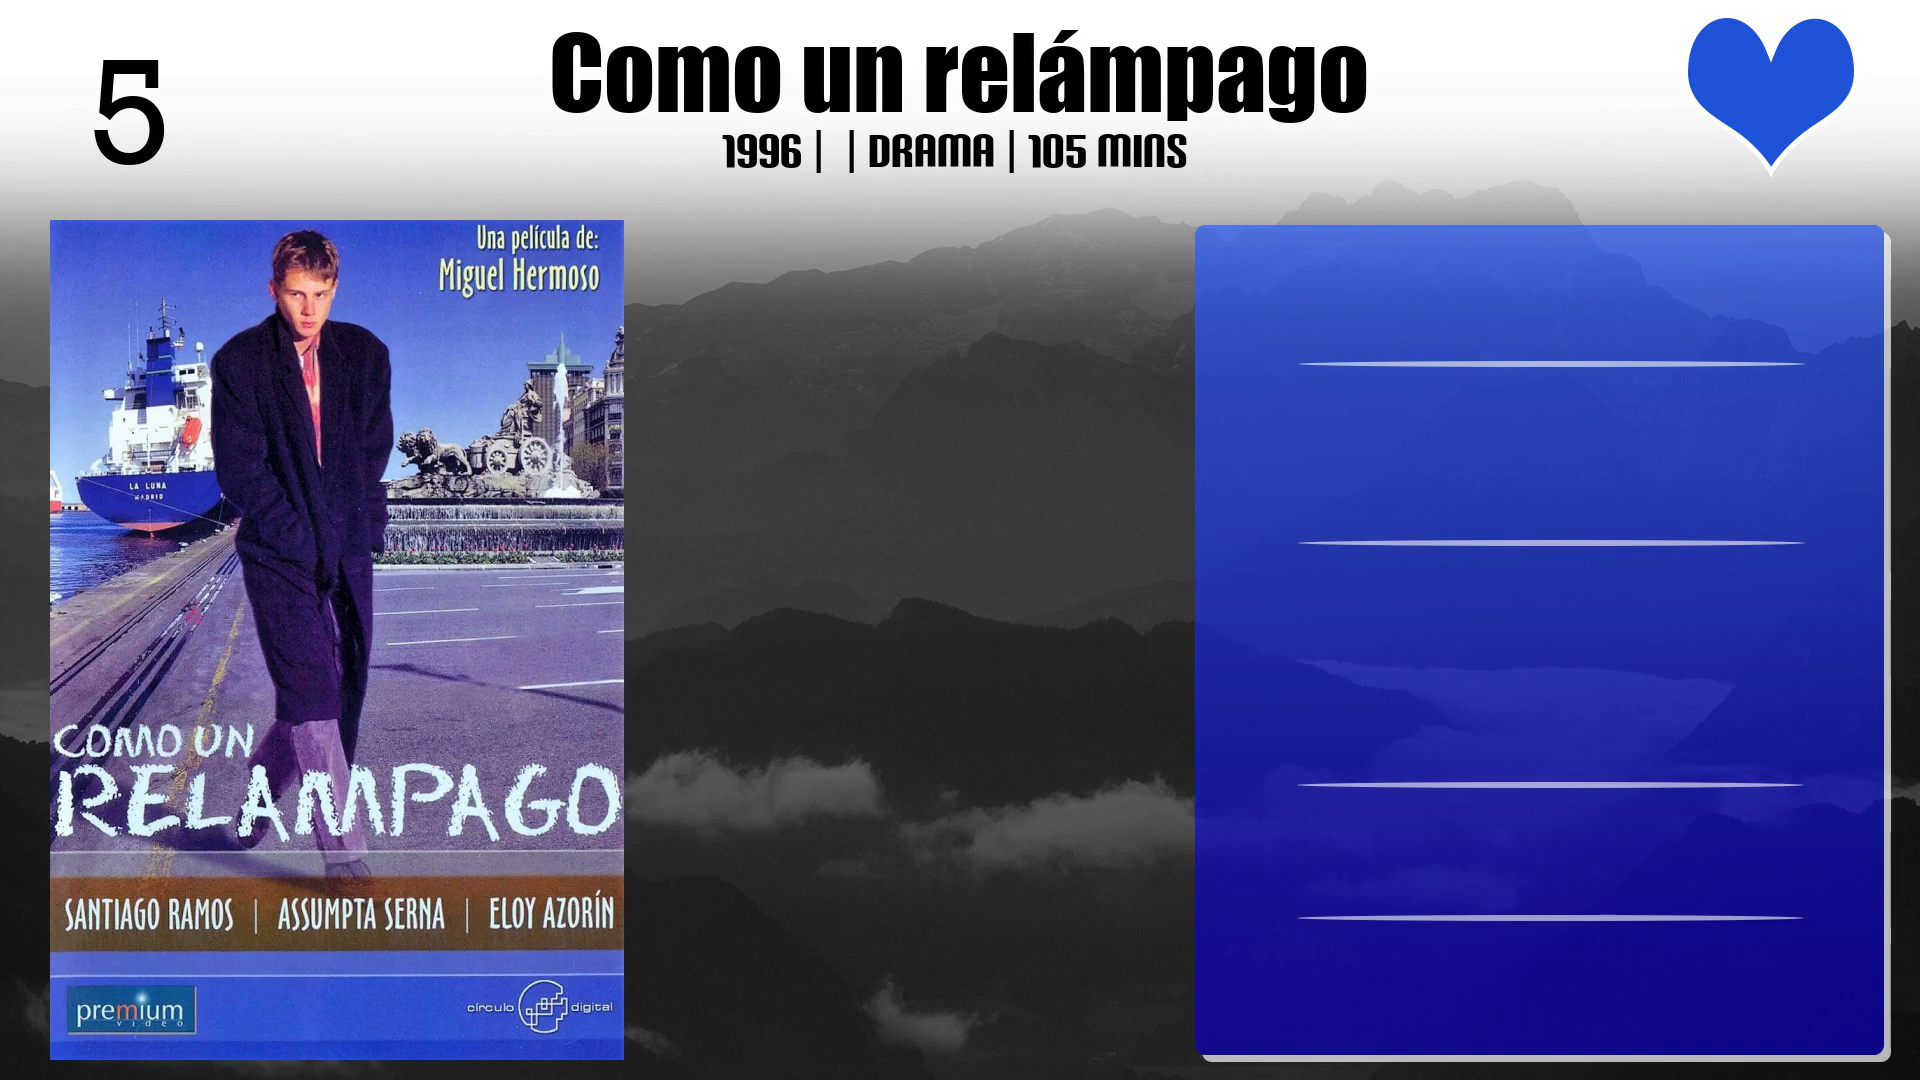 5
Como un relámpago
1996 | | DRAMA | 105 MINS
Una película de:
Miguel Hermoso
LA LUNA
MADRID
COMO UN
RELAMPAGO
SANTIAGO RAMOS | ASSUMPTA SERNA | ELOY AZORÍN
premium
video
círculo digital